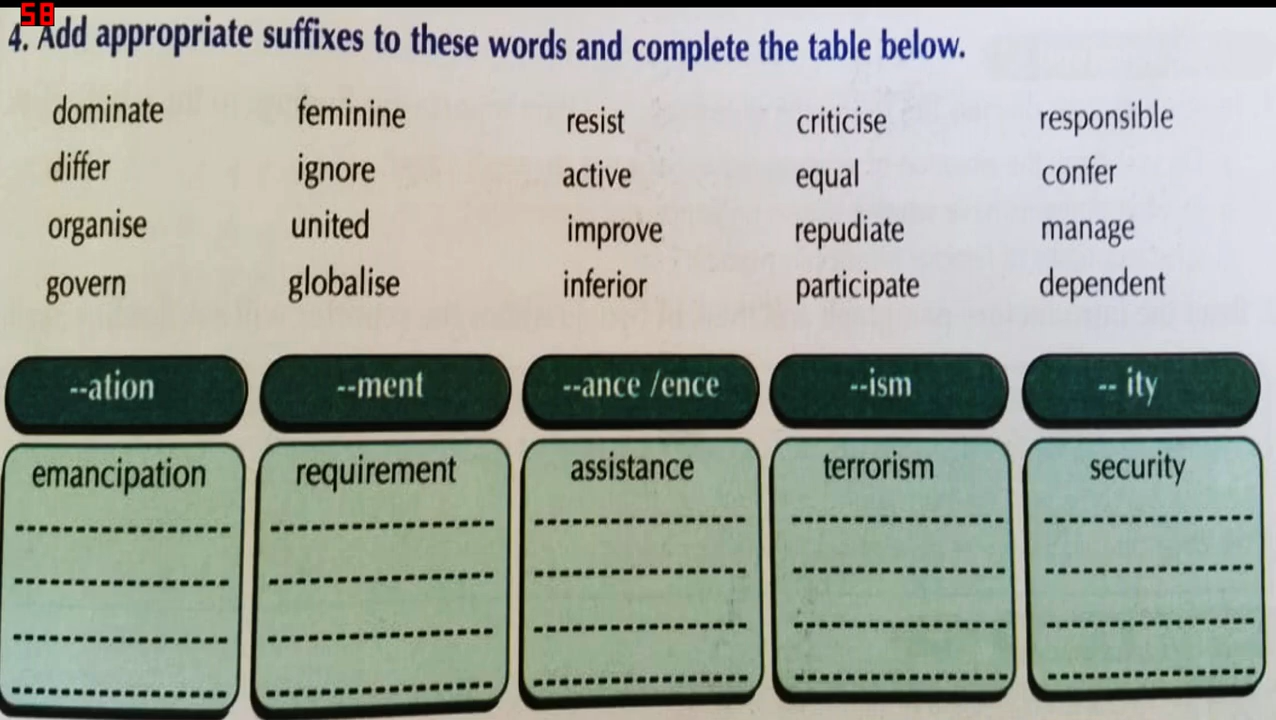 58
4. Add appropriate suffixes to these words and complete the table below.
dominate feminine resist criticise responsible
differ ignore active equal confer
organise united improve repudiate manage
govern globalise inferior participate dependent
--ation --ment --ance /ence --ism -- ity
emancipation requirement assistance terrorism security